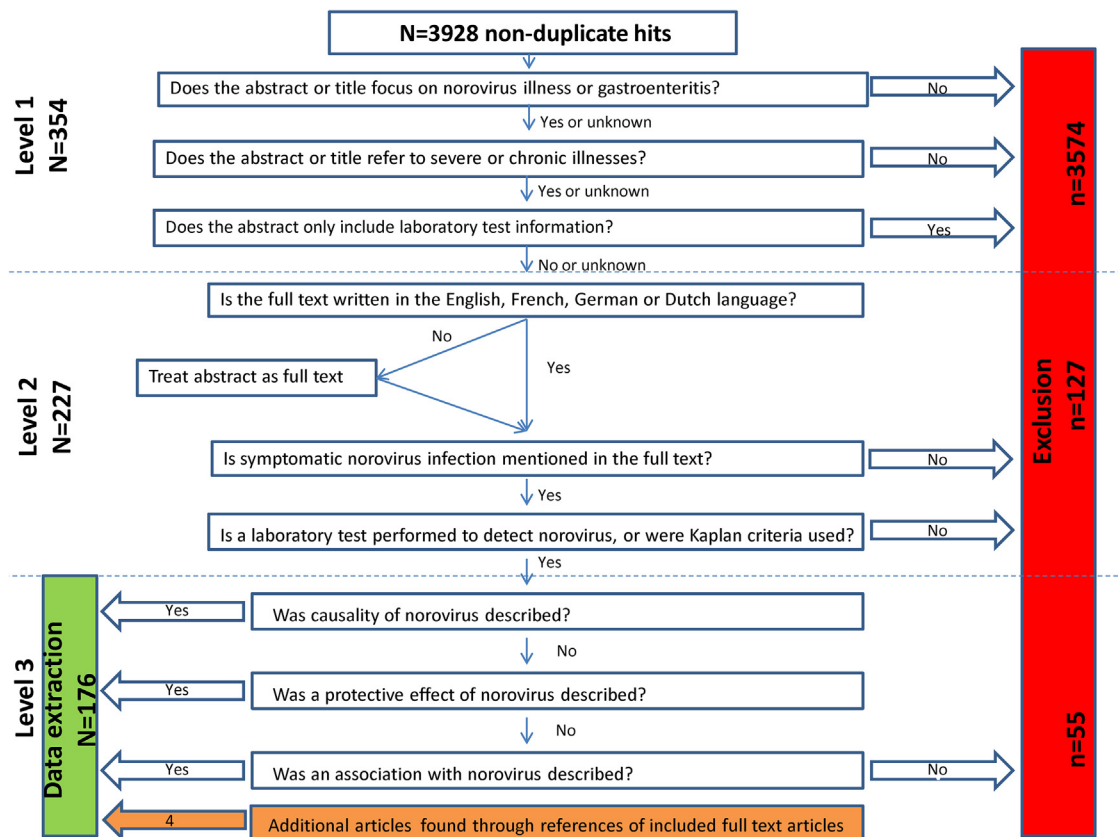 N=3928 non-duplicate hits
Level 1
N=354
Does the abstract or title focus on norovirus illness or gastroenteritis?
No
Yes or unknown
Does the abstract or title refer to severe or chronic illnesses?
No
Yes or unknown
Does the abstract only include laboratory test information?
Yes
No or unknown
n=3574
Level 2
N=227
Is the full text written in the English, French, German or Dutch language?
No
Yes
Treat abstract as full text
Is symptomatic norovirus infection mentioned in the full text?
No
Yes
Is a laboratory test performed to detect norovirus, or were Kaplan criteria used?
No
Yes
Exclusion
n=127
Level 3
Data extraction
N=176
Was causality of norovirus described?
Yes
No
Was a protective effect of norovirus described?
Yes
No
Was an association with norovirus described?
Yes
No
n=55
4
Additional articles found through references of included full text articles